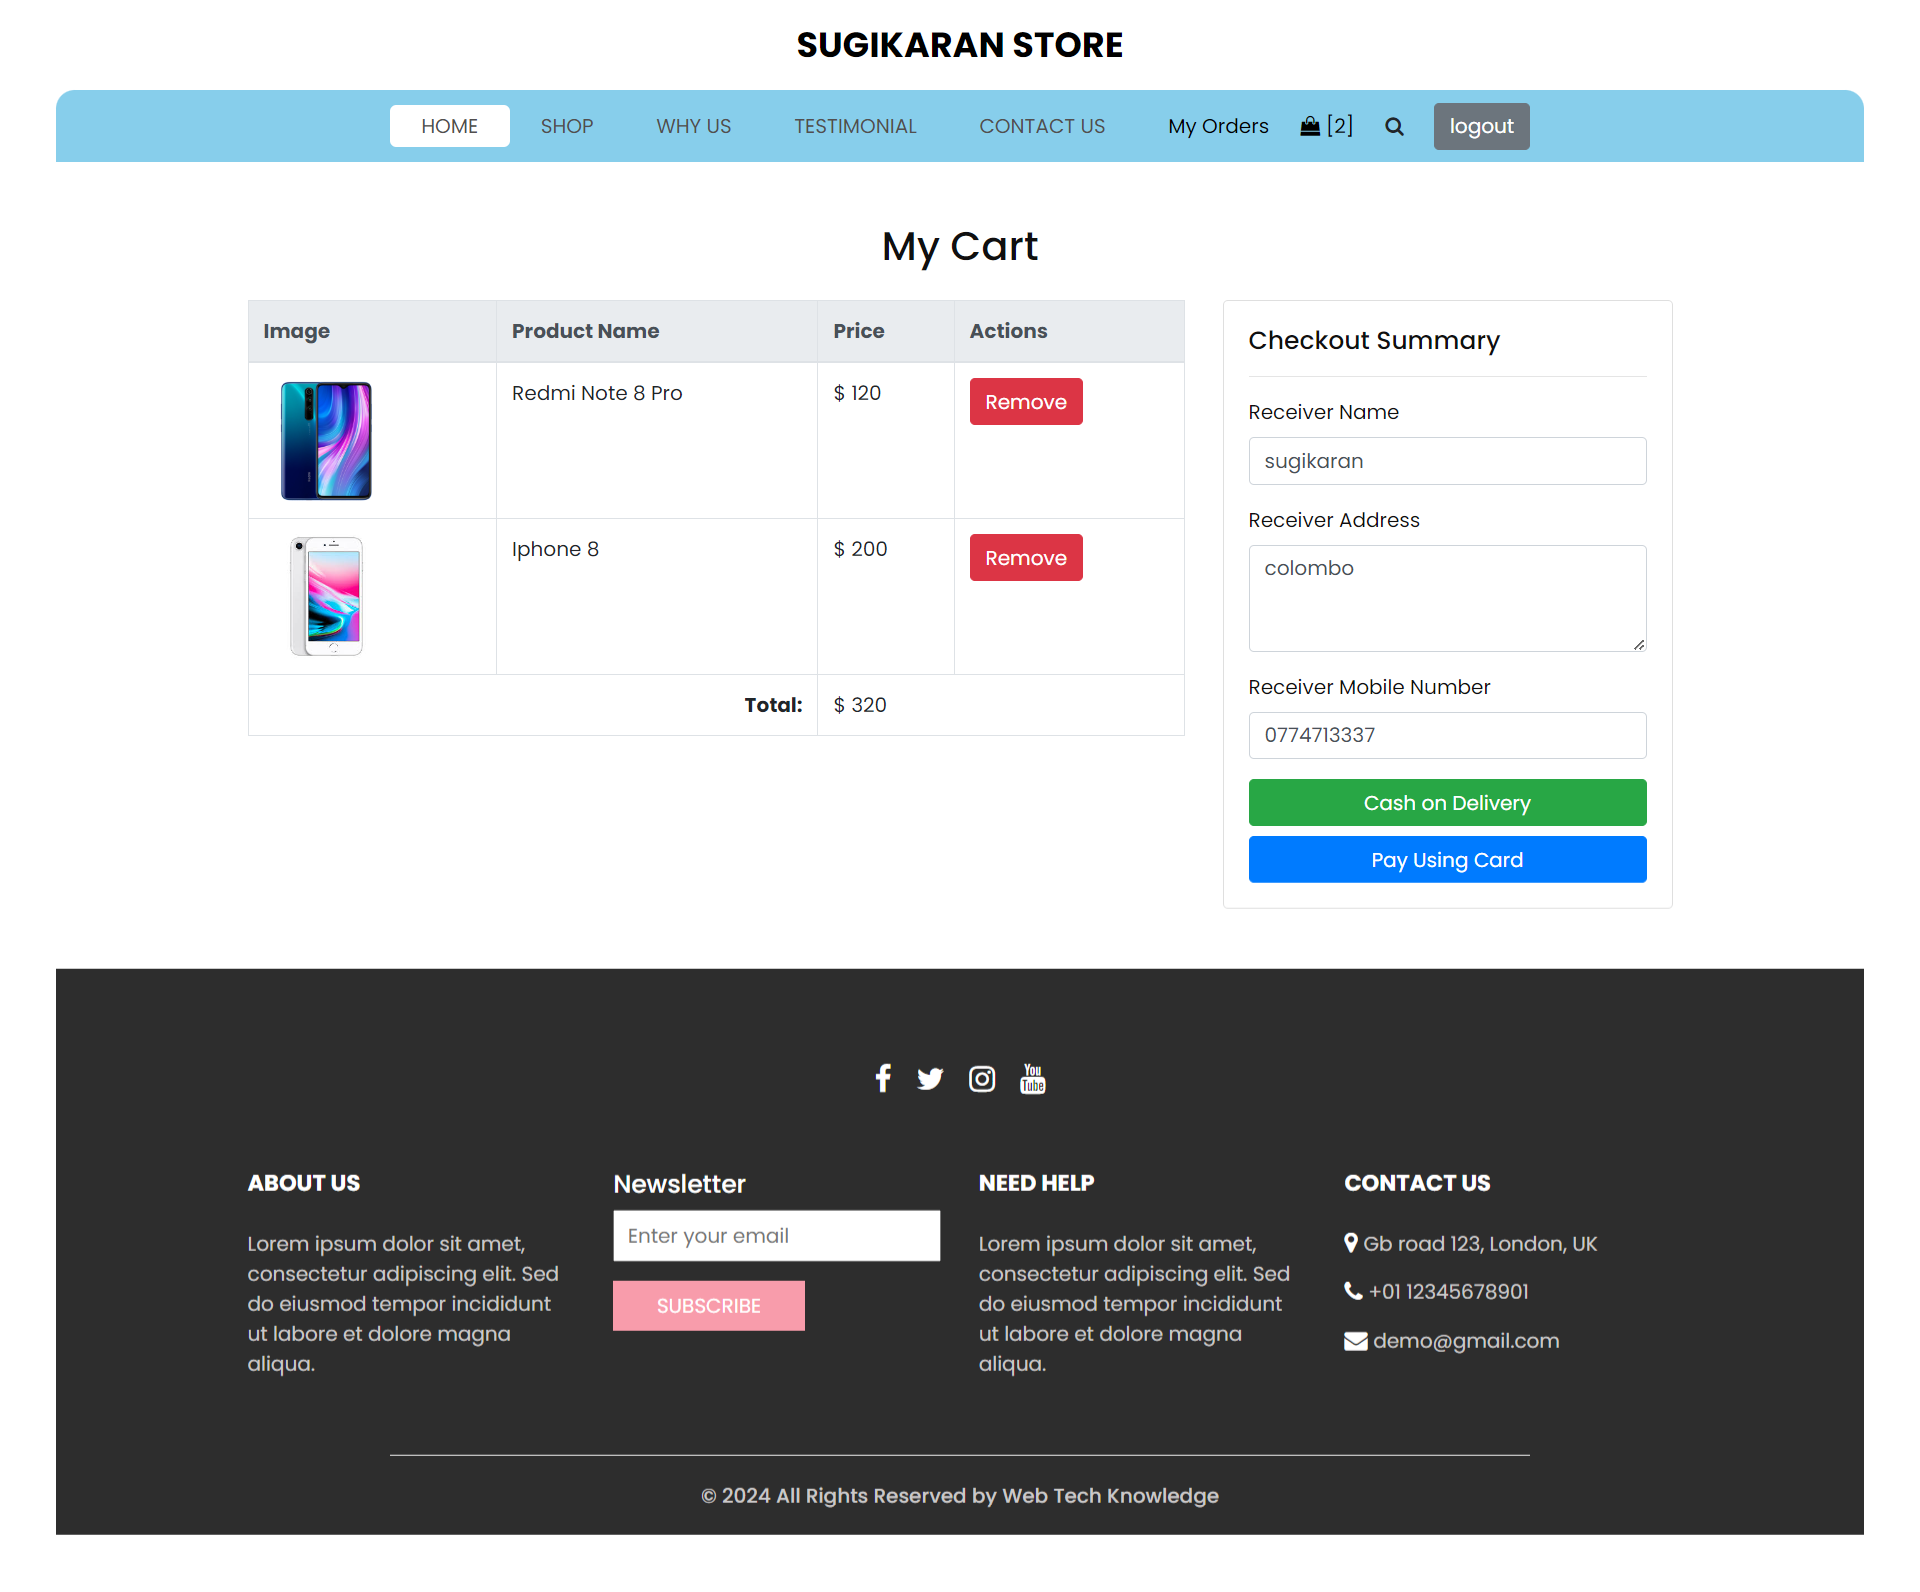 SUGIKARAN STORE
HOME SHOP WHY US TESTIMONIAL CONTACT US My Orders [2] logout
My Cart
Image Product Name Price Actions
Redmi Note 8 Pro $ 120 Remove
Iphone 8 $ 200 Remove
Total: $ 320
Checkout Summary
Receiver Name
sugikaran
Receiver Address
colombo
Receiver Mobile Number
0774713337
Cash on Delivery
Pay Using Card
You
Tube
ABOUT US
Lorem ipsum dolor sit amet,
consectetur adipiscing elit. Sed
do eiusmod tempor incididunt
ut labore et dolore magna
aliqua.
Newsletter
Enter your email
SUBSCRIBE
NEED HELP
Lorem ipsum dolor sit amet,
consectetur adipiscing elit. Sed
do eiusmod tempor incididunt
ut labore et dolore magna
aliqua.
CONTACT US
Gb road 123, London, UK
+01 12345678901
demo@gmail.com
© 2024 All Rights Reserved by Web Tech Knowledge